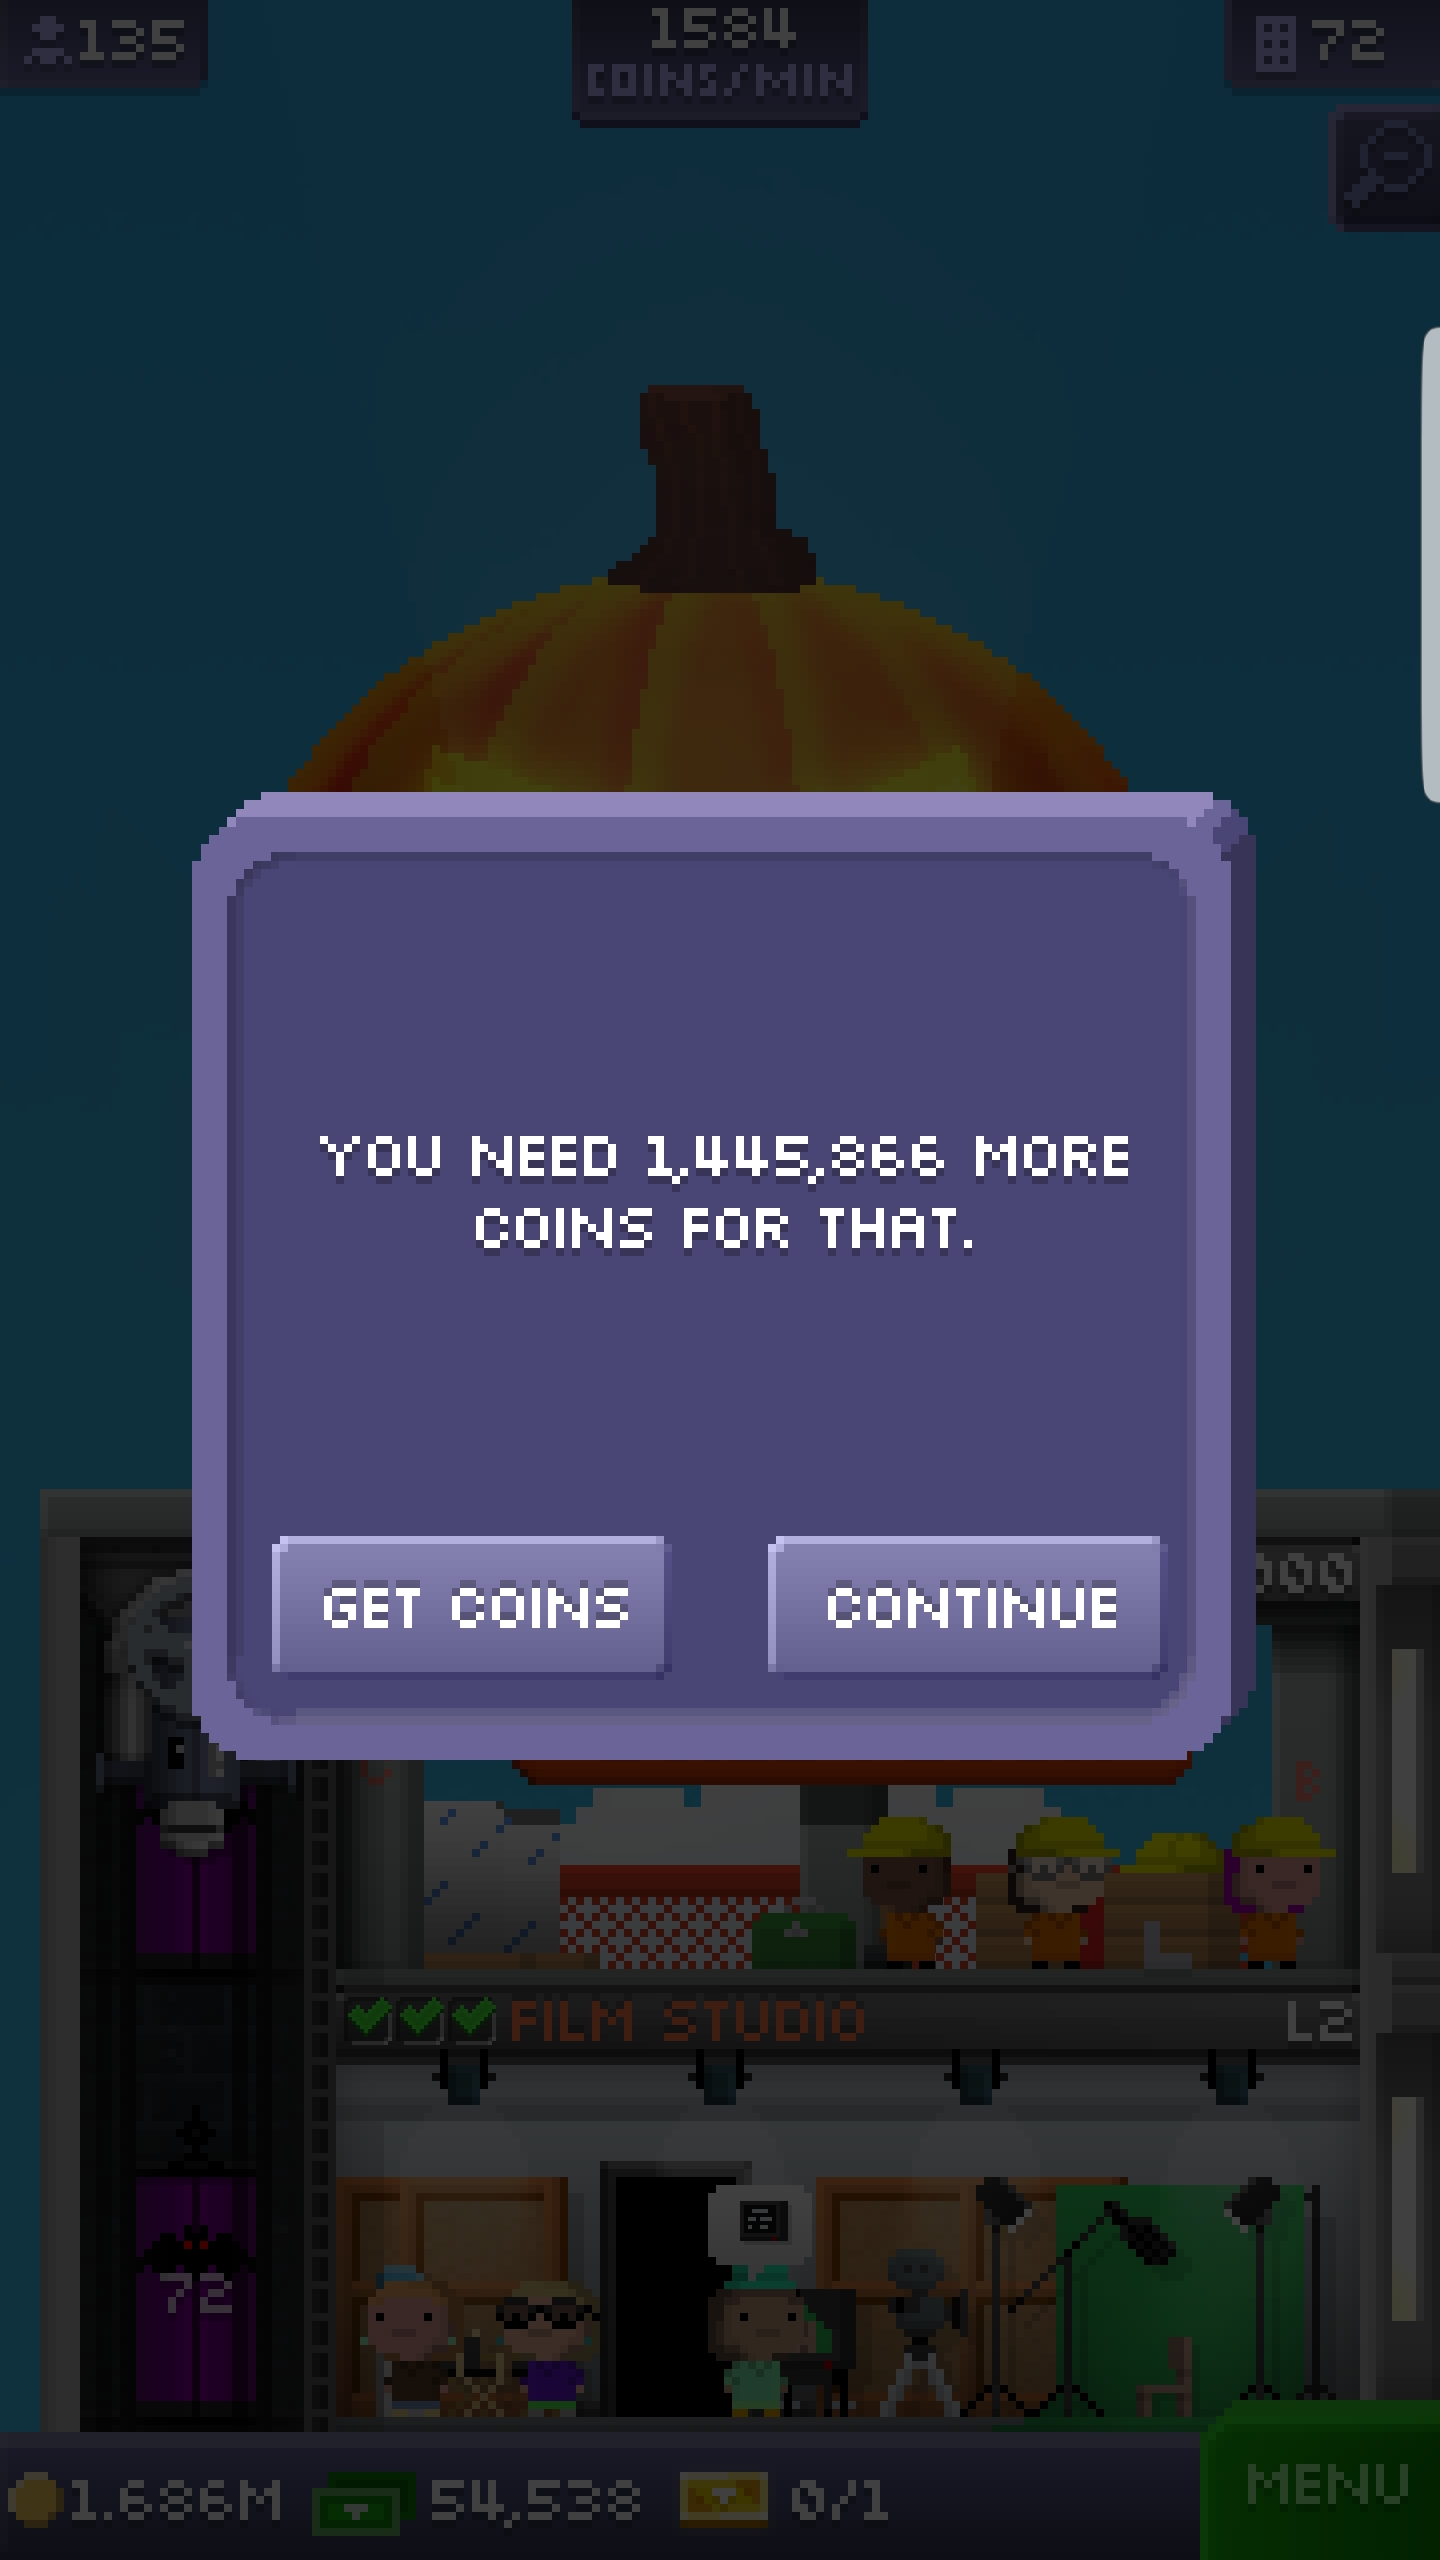 135
1584
COINS/MIN
72
YOU NEED 1,445,866 MORE
COINS FOR THAT.
GET COINS
CONTINUE
000
B
FILM STUDIO
L2
72
1.686M
54,538
0/1
MENU